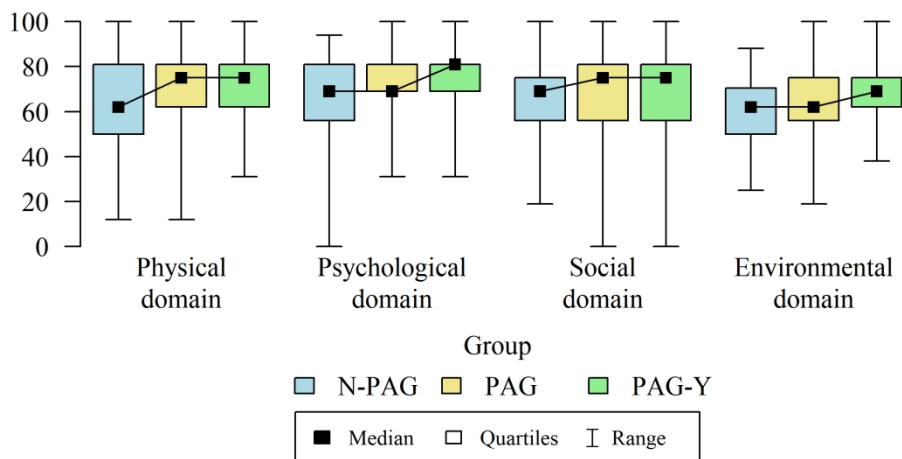 100
80
60
40
20
0
Physical domain
Psychological domain
Social domain
Environmental domain
Group
N-PAG PAG PAG-Y
Median Quartiles Range